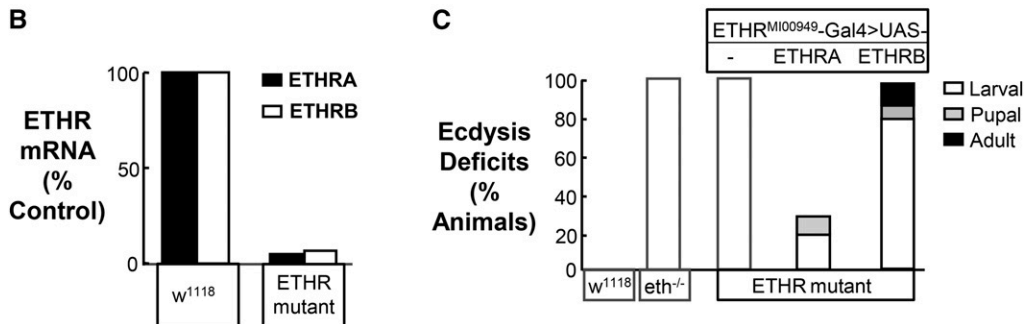 B
ETHR
mRNA
(%
Control)
100
50
0
ETHRA
ETHRB
w1118
ETHR
mutant
C
ETHRMI00949-Gal4>UAS-
- ETHRA ETHRB
Ecdysis
Deficits
(%
Animals)
100
80
60
40
20
0
Larval
Pupal
Adult
w1118
eth-/-
ETHR mutant